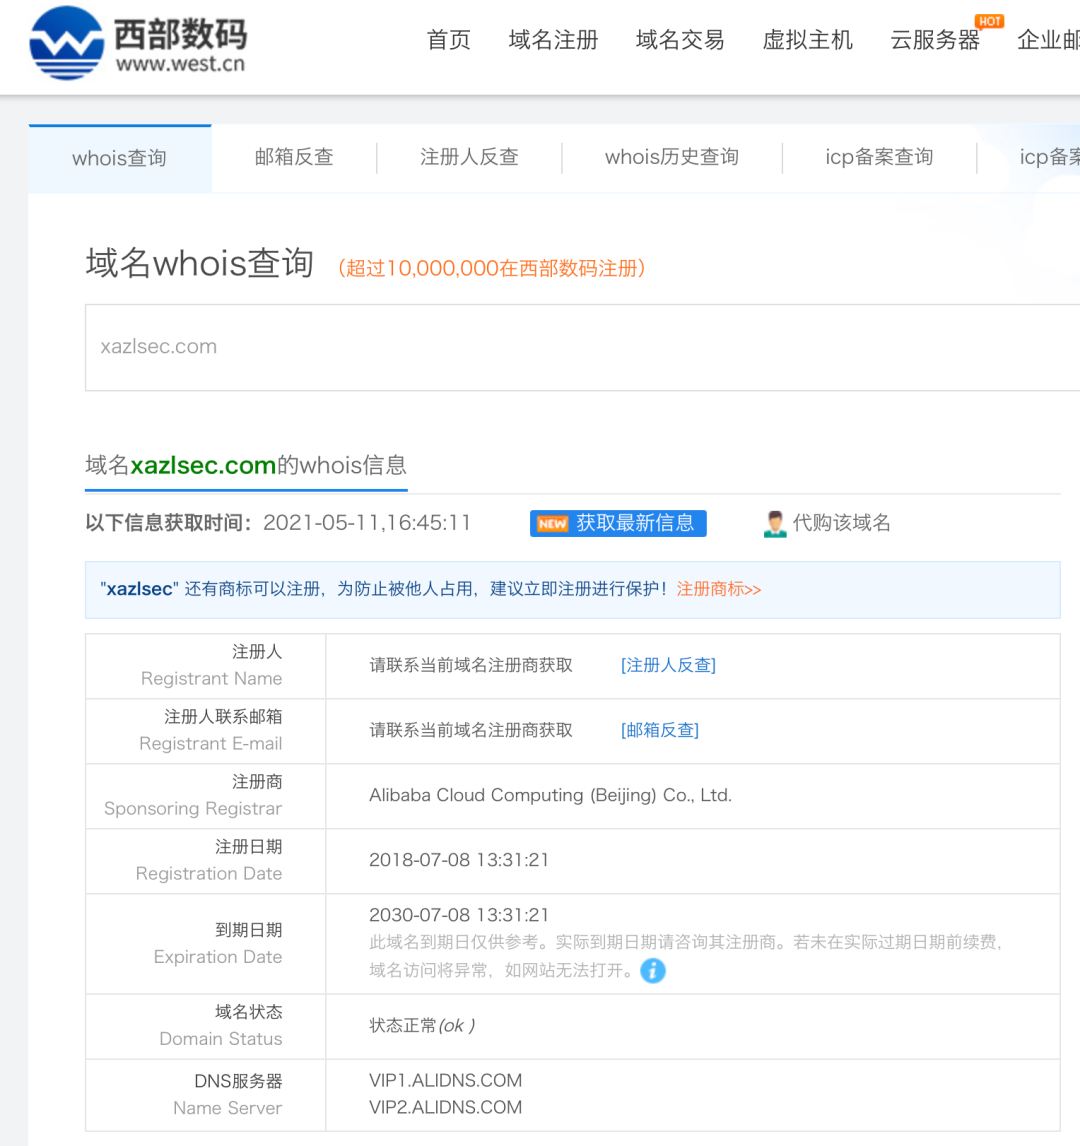 西部数码
www.west.cn
首页 域名注册 域名交易 虚拟主机 云服务器 HOT 企业邮
whois查询 邮箱反查 注册人反查 whois历史查询 icp备案查询 icp备案
域名whois查询 （超过10,000,000在西部数码注册）
xazlsec.com
域名xazlsec.com的whois信息
以下信息获取时间：2021-05-11,16:45:11 NEW 获取最新信息 代购该域名
"xazlsec" 还有商标可以注册，为防止被他人占用，建议立即注册进行保护！注册商标>>
注册人
Registrant Name
请联系当前域名注册商获取 [注册人反查]
注册人联系邮箱
Registrant E-mail
请联系当前域名注册商获取 [邮箱反查]
注册商
Sponsoring Registrar
Alibaba Cloud Computing (Beijing) Co., Ltd.
注册日期
Registration Date
2018-07-08 13:31:21
到期日期
Expiration Date
2030-07-08 13:31:21
此域名到期日仅供参考。实际到期日期请咨询其注册商。若未在实际过期日期前续费，
域名访问将异常，如网站无法打开。
域名状态
Domain Status
状态正常(ok )
DNS服务器
Name Server
VIP1.ALIDNS.COM
VIP2.ALIDNS.COM